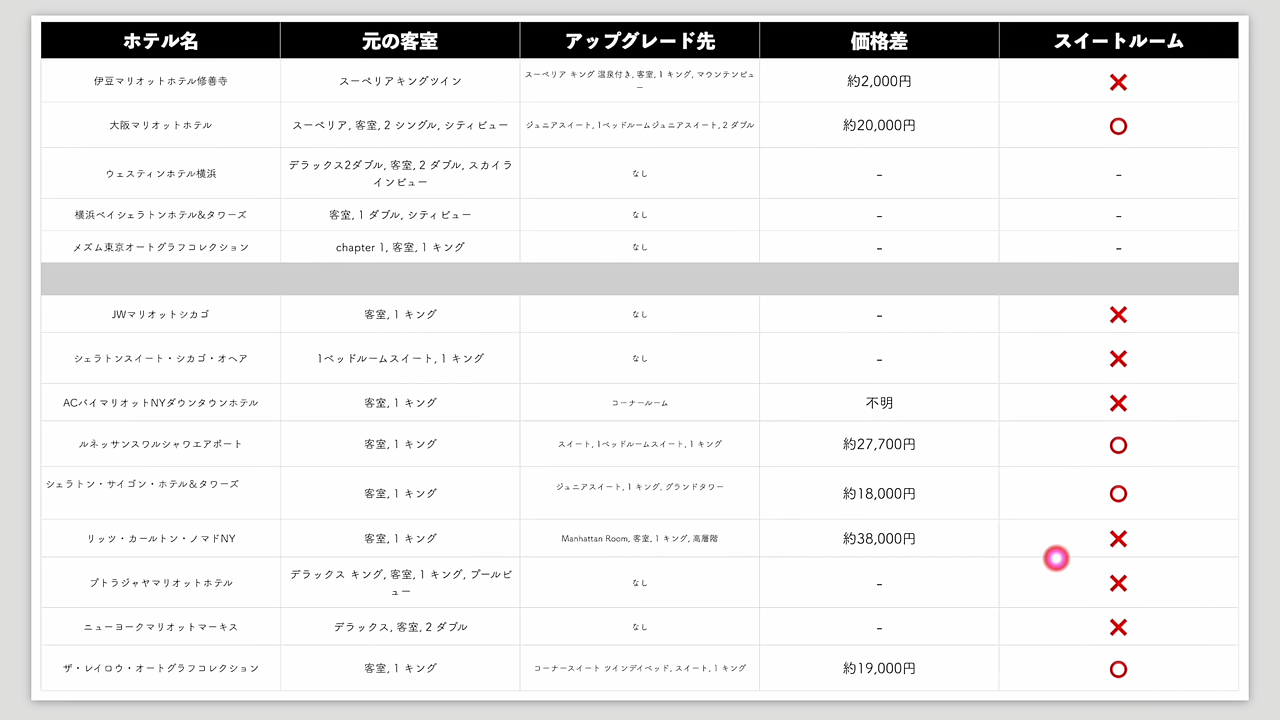 ホテル名 元の客室 アップグレード先 価格差 スイートルーム
伊豆マリオットホテル修善寺 スーペリアキングツイン スーペリア キング 温泉付き, 客室, 1 キング, マウンテンビュ
ー 約2,000円 ×
大阪マリオットホテル スーペリア, 客室, 2 シングル, シティビュー ジュニアスイート, 1ベッドルームジュニアスイート, 2 ダブル 約20,000円 ○
ウェスティンホテル横浜 デラックス2ダブル, 客室, 2 ダブル, スカイラ
インビュー なし - -
横浜ベイシェラトンホテル&タワーズ 客室, 1 ダブル, シティビュー なし - -
メズム東京オートグラフコレクション chapter 1, 客室, 1 キング なし - -
JWマリオットシカゴ 客室, 1 キング なし - ×
シェラトンスイート・シカゴ・オヘア 1ベッドルームスイート, 1 キング なし - ×
ACバイマリオットNYダウンタウンホテル 客室, 1 キング コーナールーム 不明 ×
ルネッサンスワルシャワエアポート 客室, 1 キング スイート, 1ベッドルームスイート, 1 キング 約27,700円 ○
シェラトン・サイゴン・ホテル&タワーズ 客室, 1 キング ジュニアスイート, 1 キング, グランドタワー 約18,000円 ○
リッツ・カールトン・ノマドNY 客室, 1 キング Manhattan Room, 客室, 1 キング, 高層階 約38,000円 ×
プトラジャヤマリオットホテル デラックス キング, 客室, 1 キング, プールビ
ュー なし - ×
ニューヨークマリオットマーキス デラックス, 客室, 2 ダブル なし - ×
ザ・レイロウ・オートグラフコレクション 客室, 1 キング コーナースイート ツインデイベッド, スイート, 1 キング 約19,000円 ○